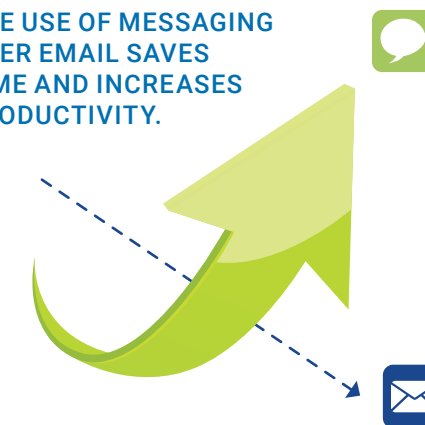 E USE OF MESSAGING
ER EMAIL SAVES
ME AND INCREASES
ODUCTIVITY.